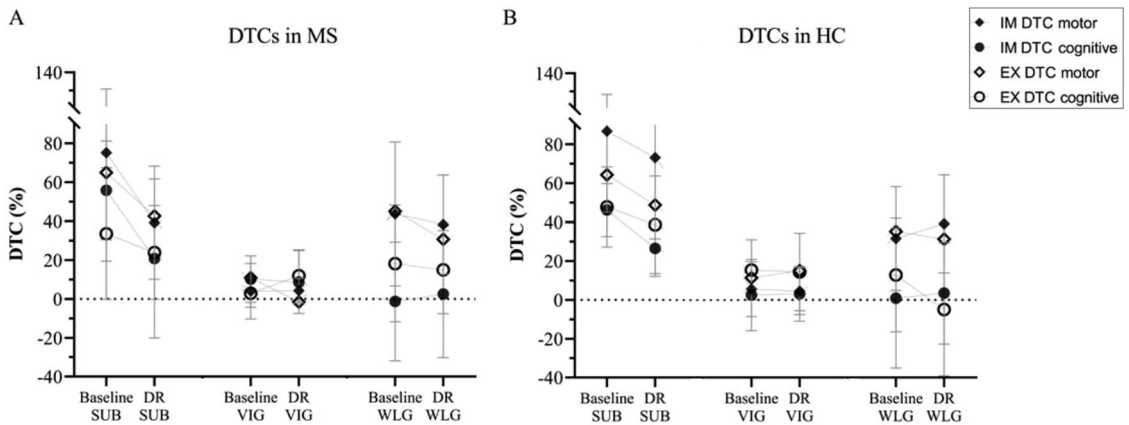 A
DTCs in MS
DTC (%)
140
80
60
40
20
0
-20
-40
Baseline SUB
DR SUB
Baseline VIG
DR VIG
Baseline WLG
DR WLG
B
DTCs in HC
DTC (%)
140
80
60
40
20
0
-20
-40
Baseline SUB
DR SUB
Baseline VIG
DR VIG
Baseline WLG
DR WLG
IM DTC motor
IM DTC cognitive
EX DTC motor
EX DTC cognitive